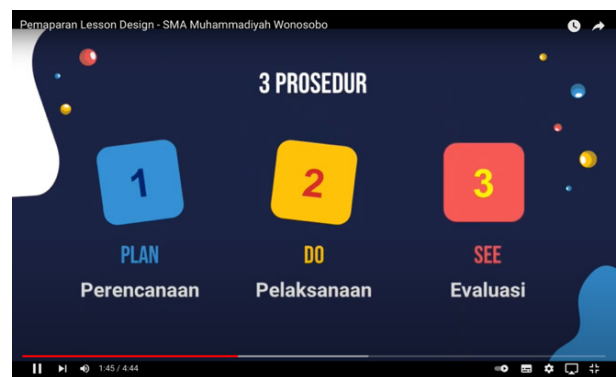 Pemaparan Lesson Design - SMA Muhammadiyah Wonosobo
3 PROSEDUR
1 2 3
PLAN DO SEE
Perencanaan Pelaksanaan Evaluasi
1:45 / 4:44